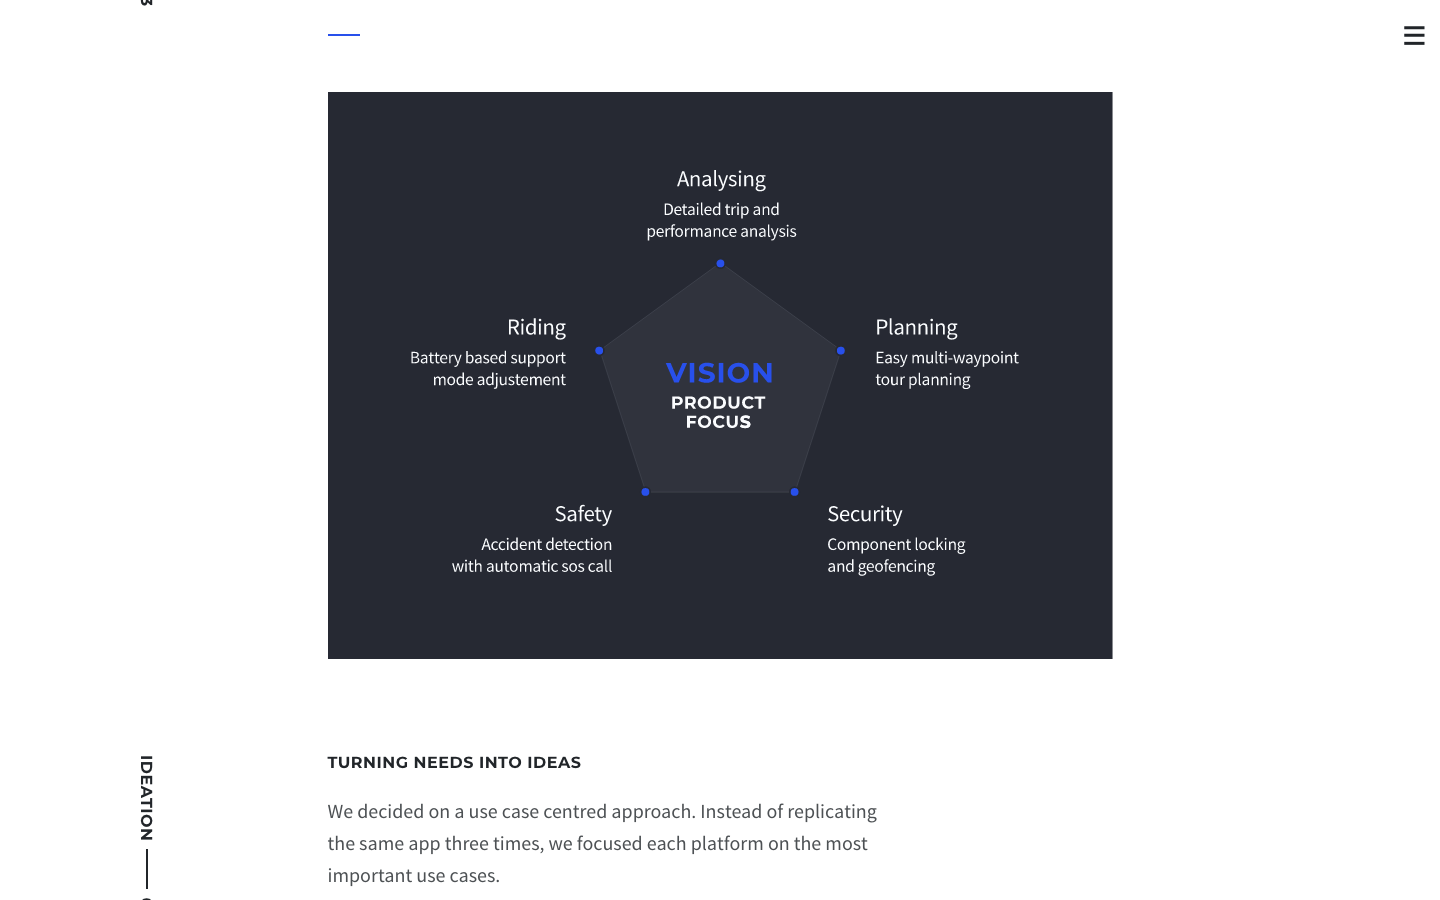 Analysing
Detailed trip and
performance analysis
Riding
Battery based support
mode adjustement
Planning
Easy multi-waypoint
tour planning
VISION
PRODUCT
FOCUS
Safety
Accident detection
with automatic sos call
Security
Component locking
and geofencing
IDEATION
TURNING NEEDS INTO IDEAS
We decided on a use case centred approach. Instead of replicating
the same app three times, we focused each platform on the most
important use cases.